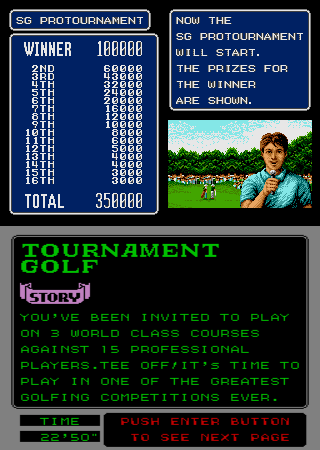 SG PROTOURNAMENT
WINNER 100000
2ND 60000
3RD 43000
4TH 32000
5TH 24000
6TH 20000
7TH 16000
8TH 12000
9TH 10000
10TH 8000
11TH 6000
12TH 5000
13TH 4000
14TH 4000
15TH 3000
16TH 3000
TOTAL 350000
NOW THE
SG PROTOURNAMENT
WILL START.
THE PRIZES FOR
THE WINNER
ARE SHOWN.
TOURNAMENT
GOLF
STORY
YOU'VE BEEN INVITED TO PLAY
ON 3 WORLD CLASS COURSES
AGAINST 15 PROFESSIONAL
PLAYERS.TEE OFF!IT'S TIME TO
PLAY IN ONE OF THE GREATEST
GOLFING COMPETITIONS EVER.
TIME
22'50"
PUSH ENTER BUTTON
TO SEE NEXT PAGE